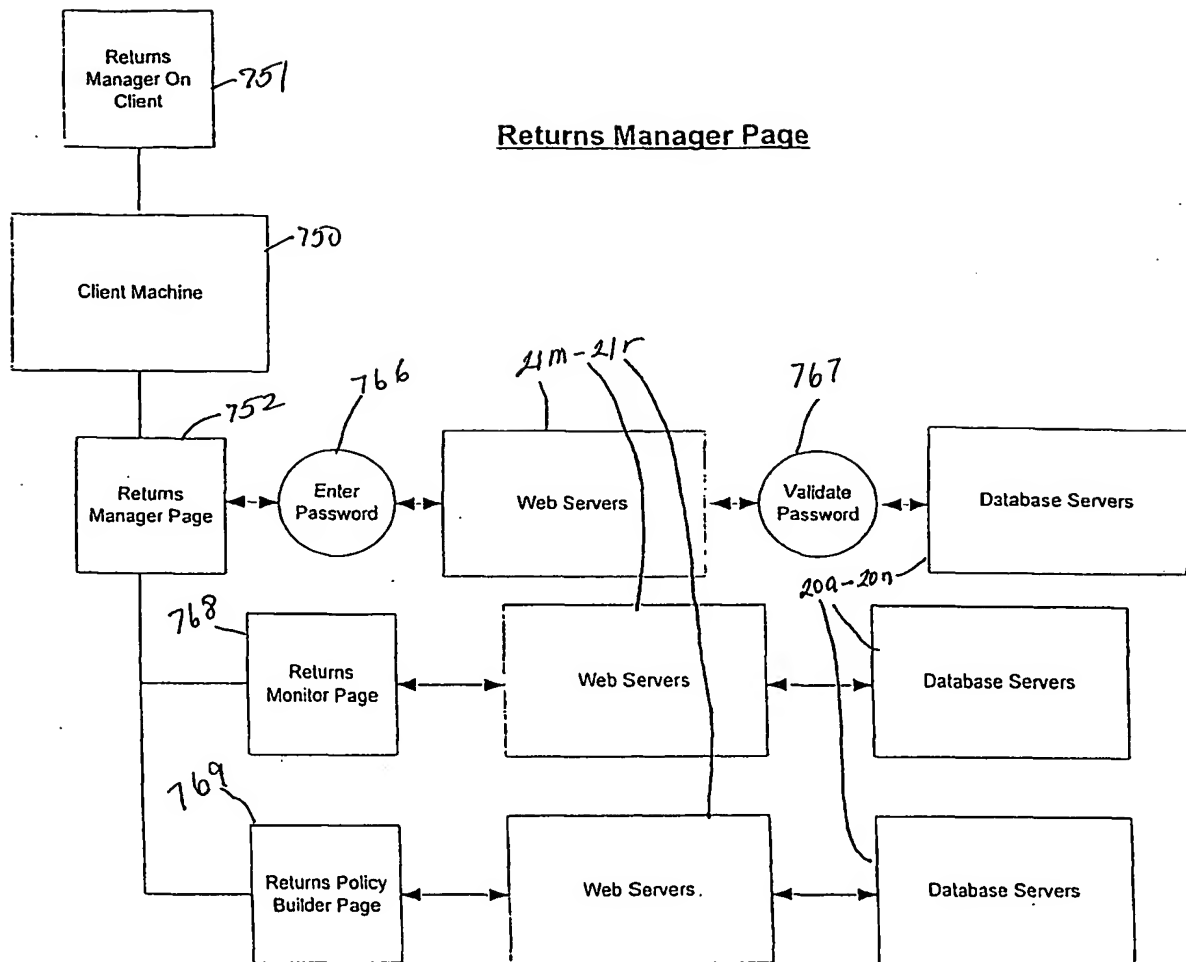 Returns
Manager On
Client
751
Returns Manager Page
750
Client Machine
752
766
21m-21r
767
Returns
Manager Page
Enter
Password
Web Servers
Validate
Password
Database Servers
20a-20n
768
Returns
Monitor Page
Web Servers
Database Servers
769
Returns Policy
Builder Page
Web Servers.
Database Servers